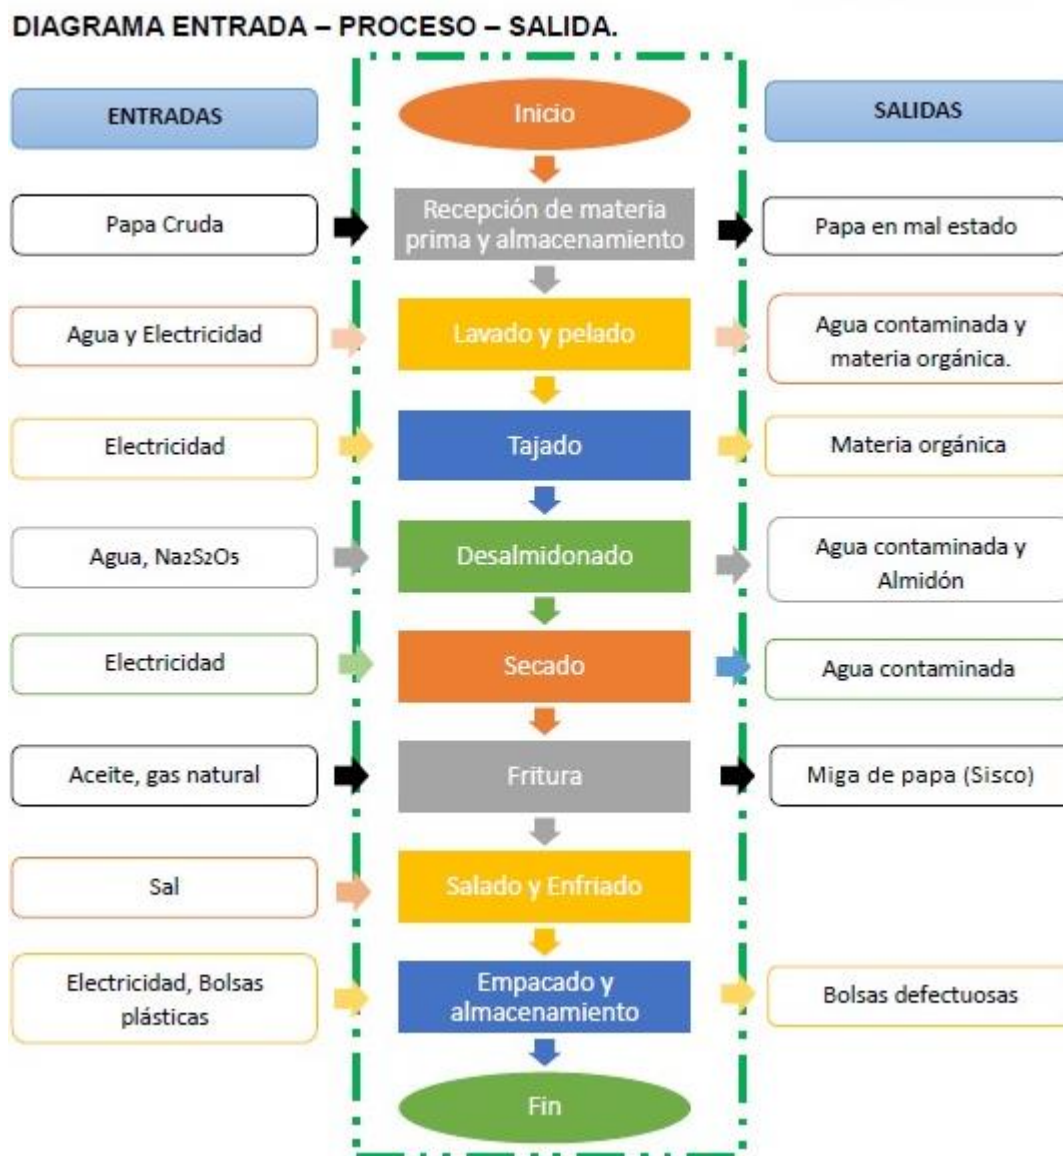 DIAGRAMA ENTRADA – PROCESO – SALIDA.
ENTRADAS
Inicio
SALIDAS
Papa Cruda
Recepción de materia
prima y almacenamiento
Papa en mal estado
Agua y Electricidad
Lavado y pelado
Agua contaminada y
materia orgánica.
Electricidad
Tajado
Materia orgánica
Agua, Na2S2O5
Desalmidonado
Agua contaminada y
Almidón
Electricidad
Secado
Agua contaminada
Aceite, gas natural
Fritura
Miga de papa (Sisco)
Sal
Salado y Enfriado
Electricidad, Bolsas
plásticas
Empacado y
almacenamiento
Bolsas defectuosas
Fin